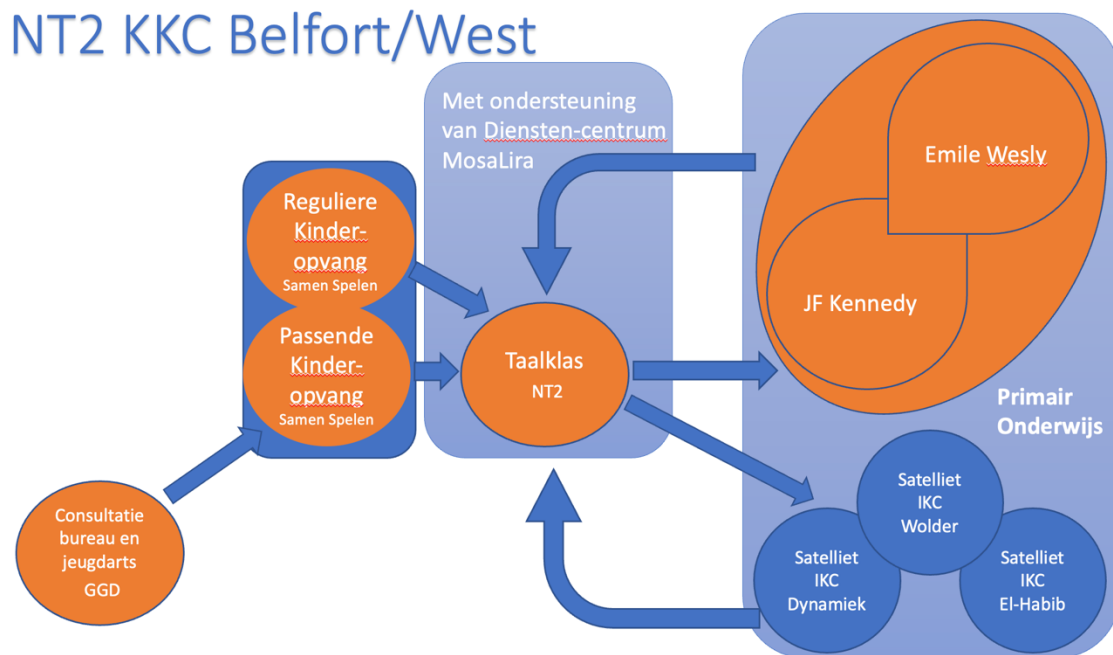 NT2 KKC Belfort/West
Met ondersteuning
van Diensten-centrum
MosaLira
Reguliere
Kinder-
opvang
Samen Spelen
Passende
Kinder-
opvang
Samen Spelen
Consultatie
bureau en
jeugdarts
GGD
Taalklas
NT2
Emile Wesly
JF Kennedy
Primair
Onderwijs
Satelliet
IKC
Wolder
Satelliet
IKC
Dynamiek
Satelliet
IKC
El-Habib